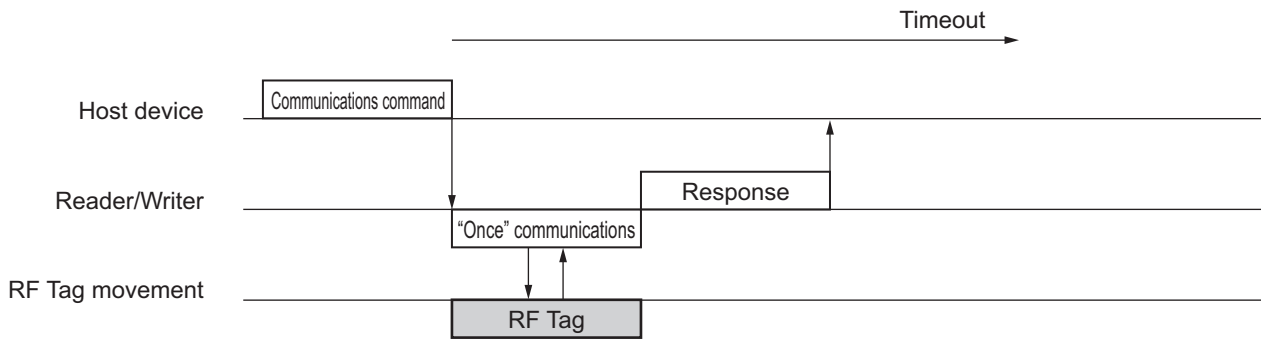 Timeout
Host device
Communications command
Reader/Writer
Response
“Once” communications
RF Tag movement
RF Tag